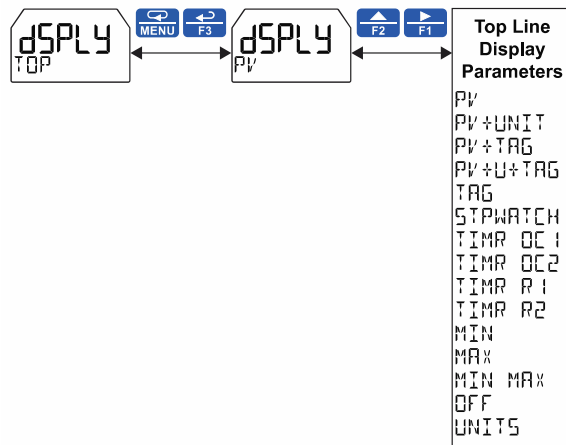 dSPLY
TOP
MENU
F3
dSPLY
PV
F2
F1
Top Line
Display
Parameters
PV
PV+UNIT
PV+TAG
PV+U+TAG
TAG
STPWATCH
TIMR OC1
TIMR OC2
TIMR R1
TIMR R2
MIN
MAX
MIN MAX
OFF
UNITS